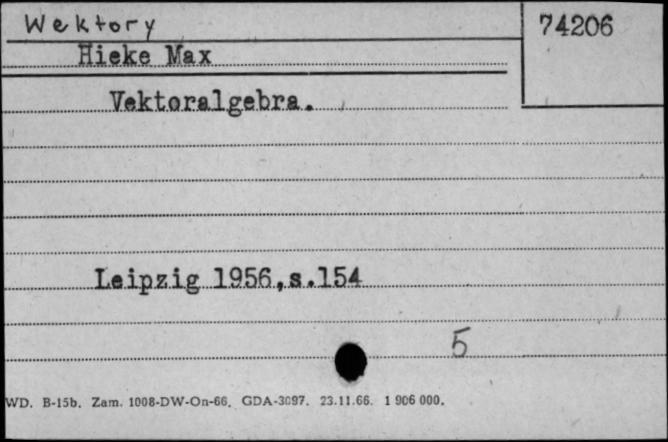 Wektory
74206
Hieke Max
Vektoralgebra.
Leipzig 1956,s.154
5
WD. B-15b. Zam. 1008-DW-On-66. GDA-3097. 23.11.66. 1 906 000.